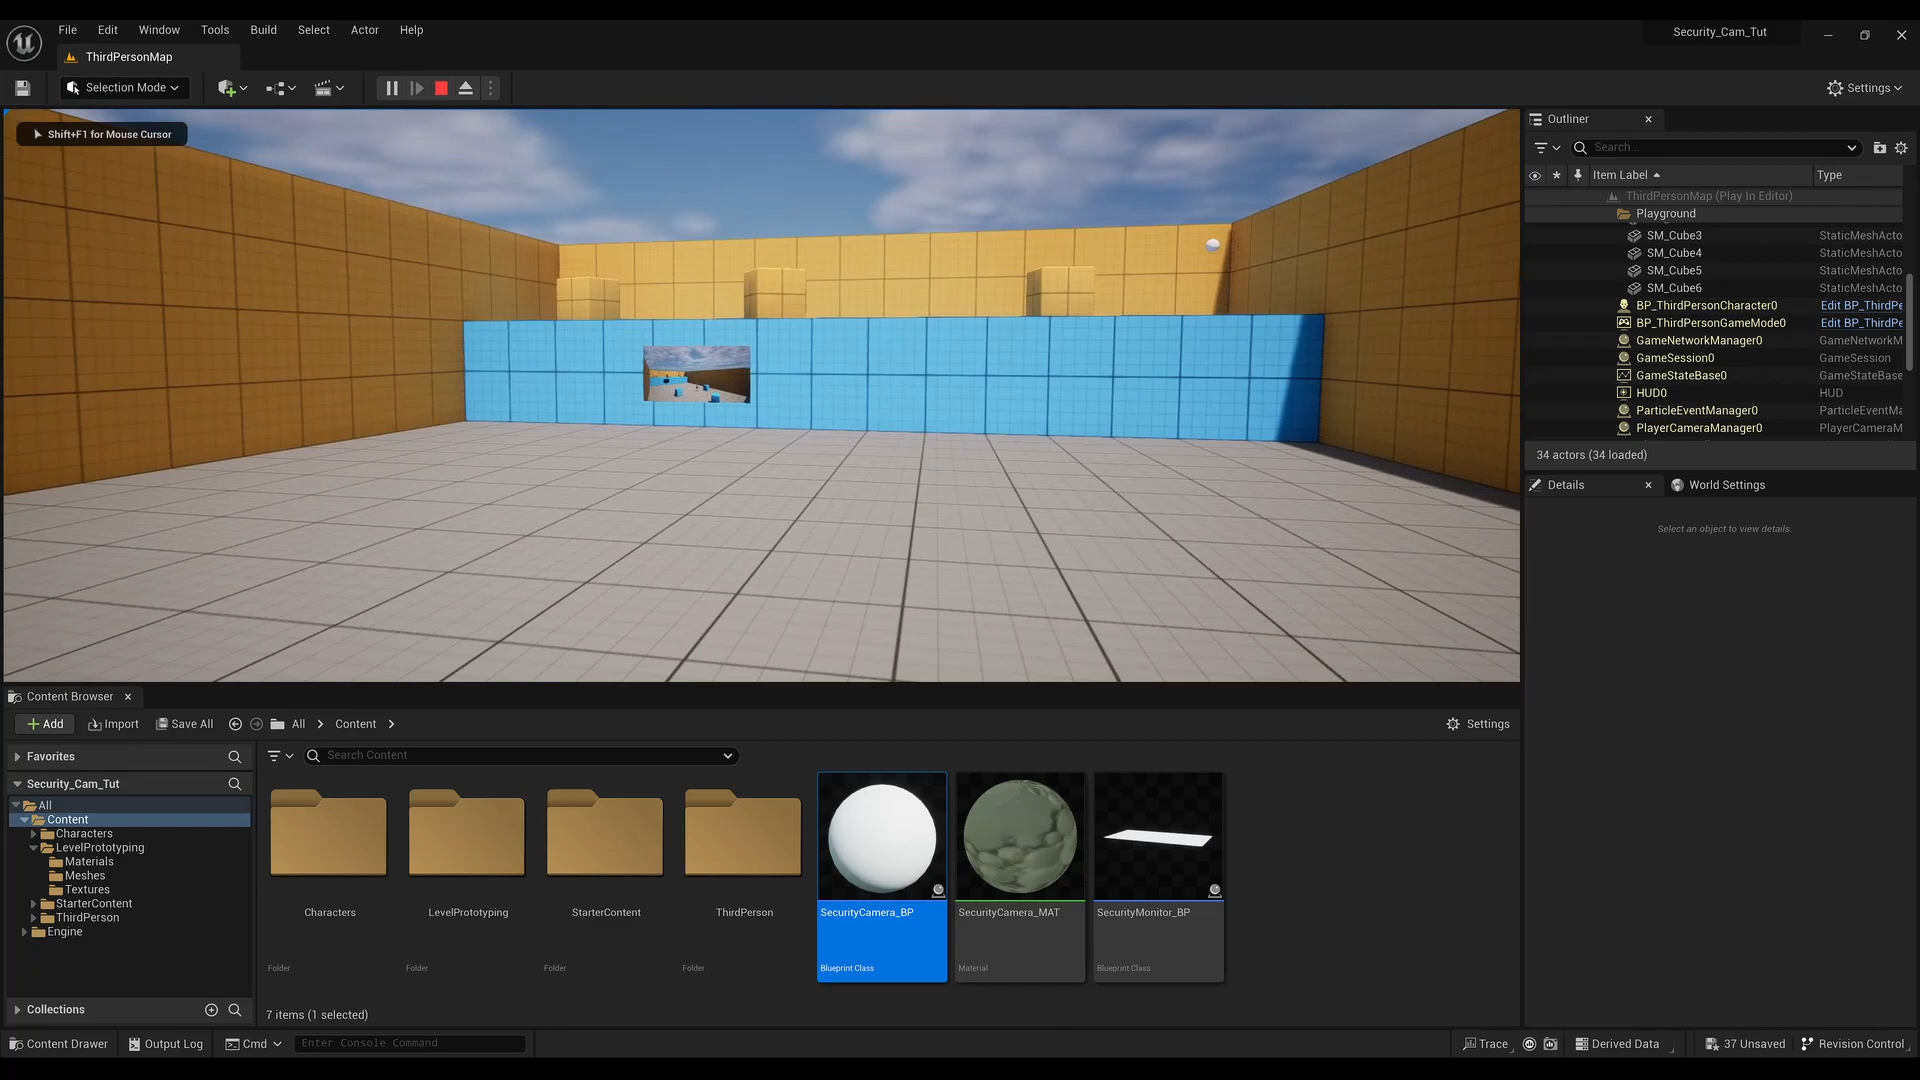 File Edit Window Tools Build Select Actor Help
Security_Cam_Tut
ThirdPersonMap
Selection Mode
Settings
Shift+F1 for Mouse Cursor
Outliner
Search...
Item Label Type
ThirdPersonMap (Play In Editor)
Playground
SM_Cube3 StaticMeshActo
SM_Cube4 StaticMeshActo
SM_Cube5 StaticMeshActo
SM_Cube6 StaticMeshActo
BP_ThirdPersonCharacter0 Edit BP_ThirdPe
BP_ThirdPersonGameMode0 Edit BP_ThirdPe
GameNetworkManager0 GameNetworkM
GameSession0 GameSession
GameStateBase0 GameStateBase
HUD0 HUD
ParticleEventManager0 ParticleEventMa
PlayerCameraManager0 PlayerCameraM
34 actors (34 loaded)
Details World Settings
Select an object to view details.
Content Browser
Add Import Save All All Content Settings
Favorites
Search Content
Security_Cam_Tut
All
Content
Characters
LevelPrototyping
Materials
Meshes
Textures
StarterContent
ThirdPerson
Engine
Collections
Characters
Folder
LevelPrototyping
Folder
StarterContent
Folder
ThirdPerson
Folder
SecurityCamera_BP
Blueprint Class
SecurityCamera_MAT
Material
SecurityMonitor_BP
Blueprint Class
7 items (1 selected)
Content Drawer Output Log Cmd Enter Console Command Trace Derived Data 37 Unsaved Revision Control